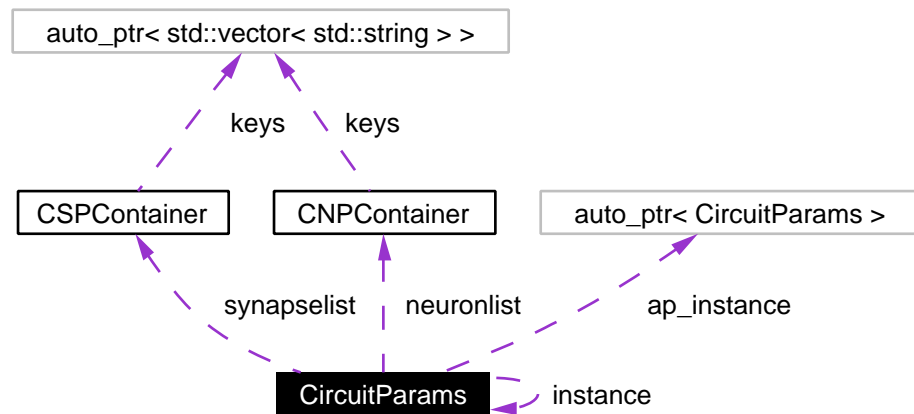 auto_ptr< std::vector< std::string > >
keys
keys
CSPContainer
CNPContainer
auto_ptr< CircuitParams >
synapselist
neuronlist
ap_instance
CircuitParams
instance